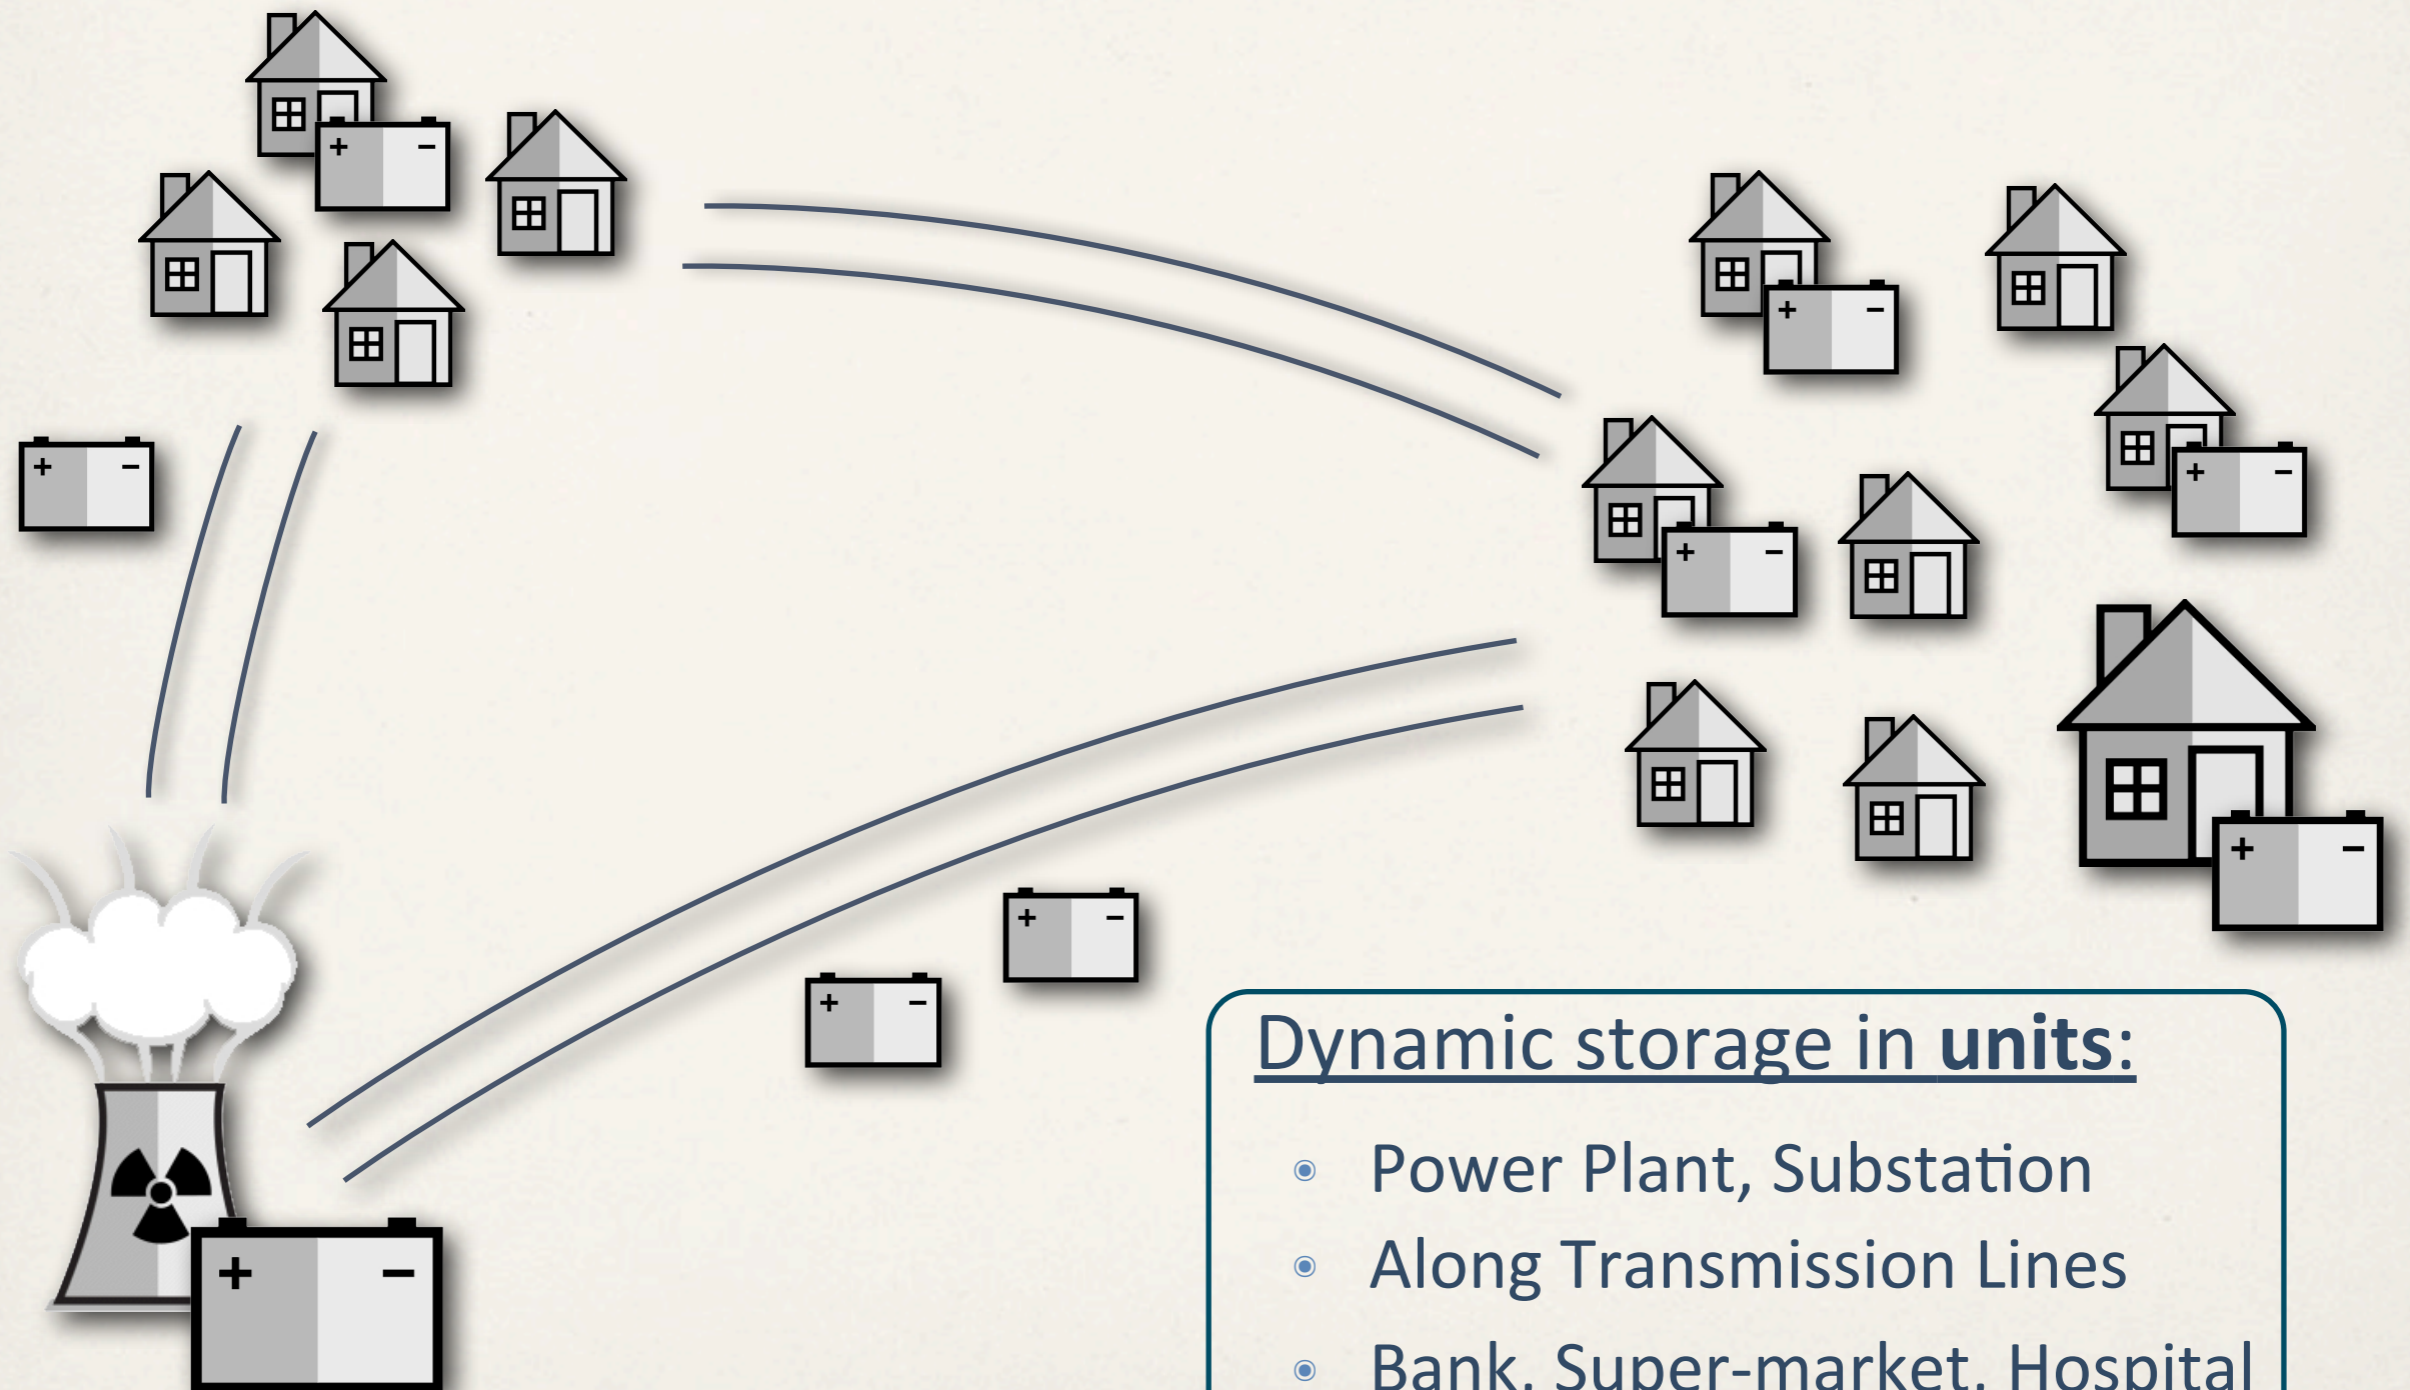 Dynamic storage in units:
Power Plant, Substation
Along Transmission Lines
Bank, Super-market, Hospital